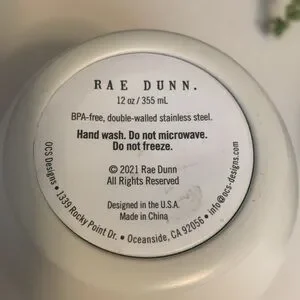 RAE DUNN.
12 oz / 355 mL
BPA-free, double-walled stainless steel.
Hand wash. Do not microwave.
Do not freeze.
© 2021 Rae Dunn
All Rights Reserved
Designed in the U.S.A.
Made in China
OCS Designs • 1339 Rocky Point Dr. • Oceanside, CA 92056 • info@ocs-designs.com